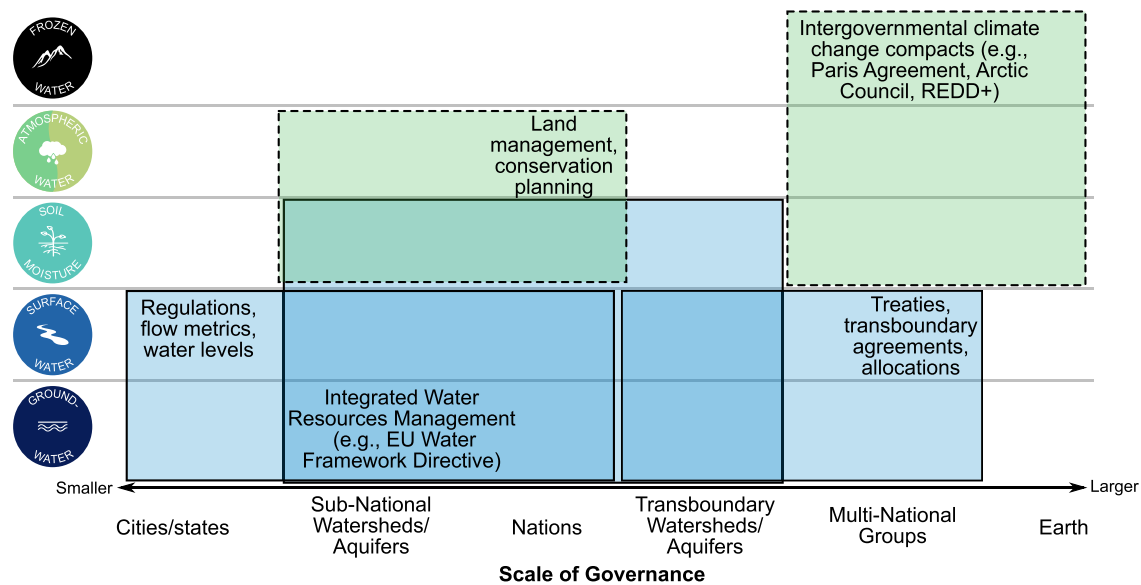 FROZEN
WATER
Intergovernmental climate
change compacts (e.g.,
Paris Agreement, Arctic
Council, REDD+)
ATMOSPHERIC
WATER
Land
management,
conservation
planning
SOIL
MOISTURE
SURFACE
WATER
Regulations,
flow metrics,
water levels
Treaties,
transboundary
agreements,
allocations
GROUND-
WATER
Integrated Water
Resources Management
(e.g., EU Water
Framework Directive)
Smaller
Larger
Cities/states
Sub-National
Watersheds/
Aquifers
Nations
Transboundary
Watersheds/
Aquifers
Multi-National
Groups
Earth
Scale of Governance